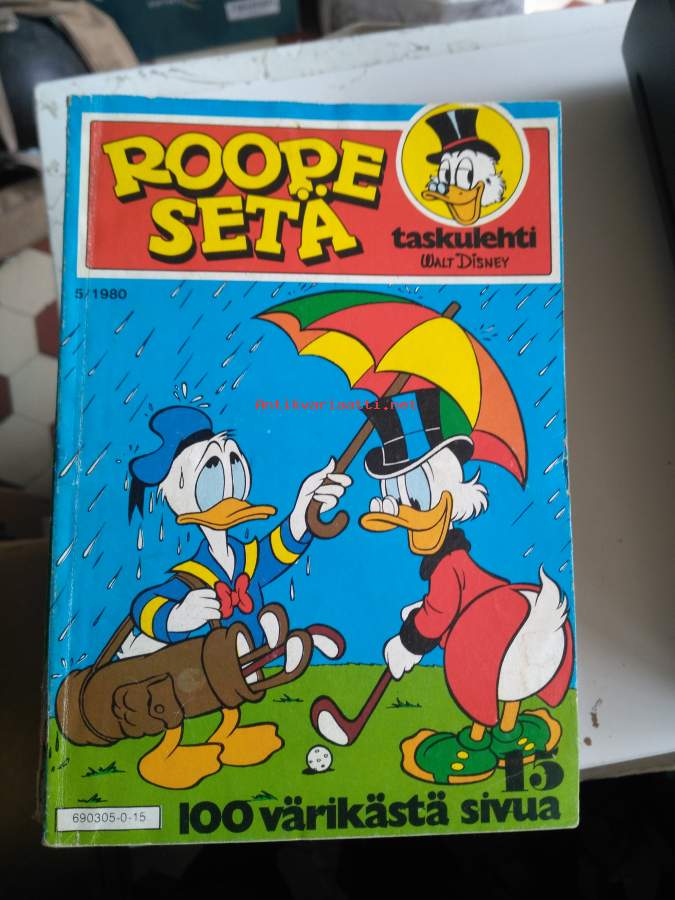 ROOPE
SETÄ
taskulehti
WALT DISNEY
5/1980
Antikvariaatti.net
15
100 värikästä sivua
690305-0-15